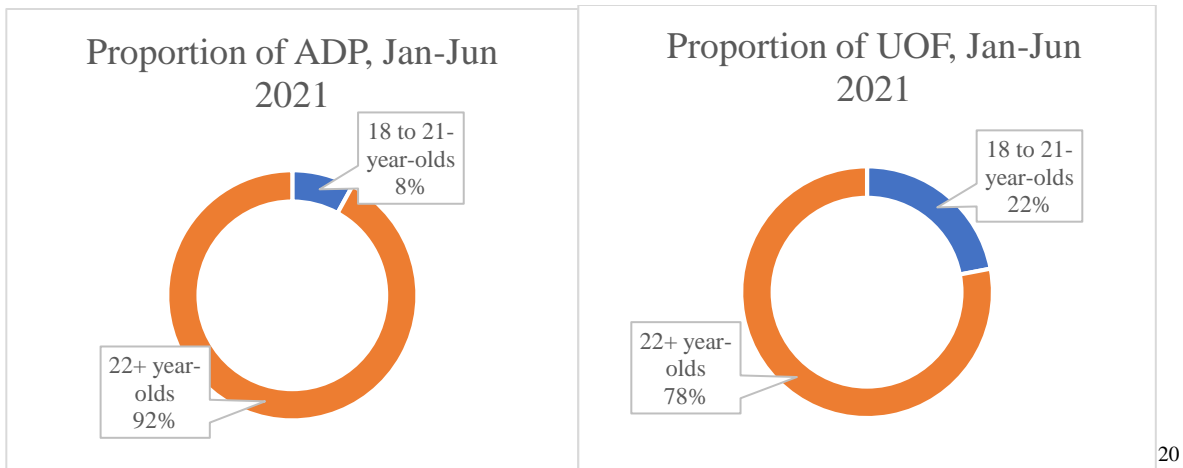 Proportion of ADP, Jan-Jun
2021
18 to 21-
year-olds
8%
22+ year-
olds
92%
Proportion of UOF, Jan-Jun
2021
18 to 21-
year-olds
22%
22+ year-
olds
78%
20